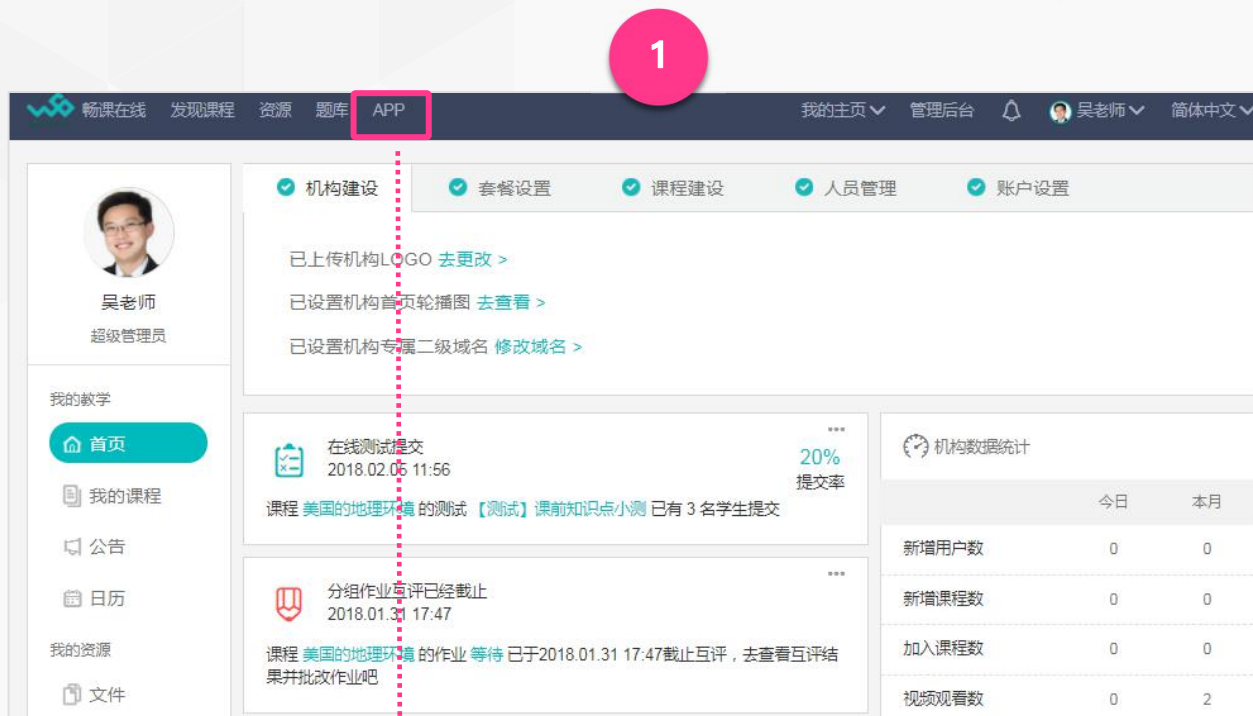 1
畅课在线 发现课程 资源 题库 APP 我的主页 管理后台 吴老师 简体中文
机构建设 套餐设置 课程建设 人员管理 账户设置
已上传机构LOGO 去更改 >
已设置机构首页轮播图 去查看 >
已设置机构专属二级域名 修改域名 >
吴老师
超级管理员
我的教学
首页
我的课程
公告
日历
我的资源
文件
在线测试提交
2018.02.05 11:56
20%
提交率
课程 美国的地理环境 的测试 【测试】课前知识点小测 已有 3 名学生提交
分组作业互评已经截止
2018.01.31 17:47
课程 美国的地理环境 的作业 等待 已于2018.01.31 17:47截止互评,去查看互评结
果并批改作业吧
机构数据统计
今日 本月
新增用户数 0 0
新增课程数 0 0
加入课程数 0 0
视频观看数 0 2